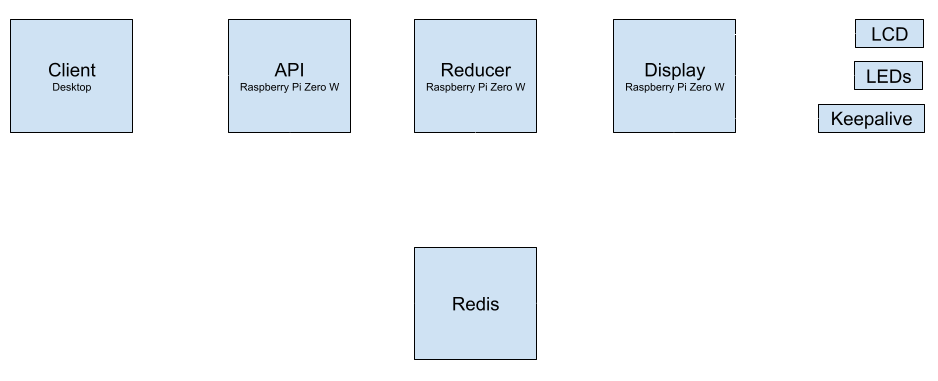 Client
Desktop
API
Raspberry Pi Zero W
Reducer
Raspberry Pi Zero W
Display
Raspberry Pi Zero W
LCD
LEDs
Keepalive
Redis